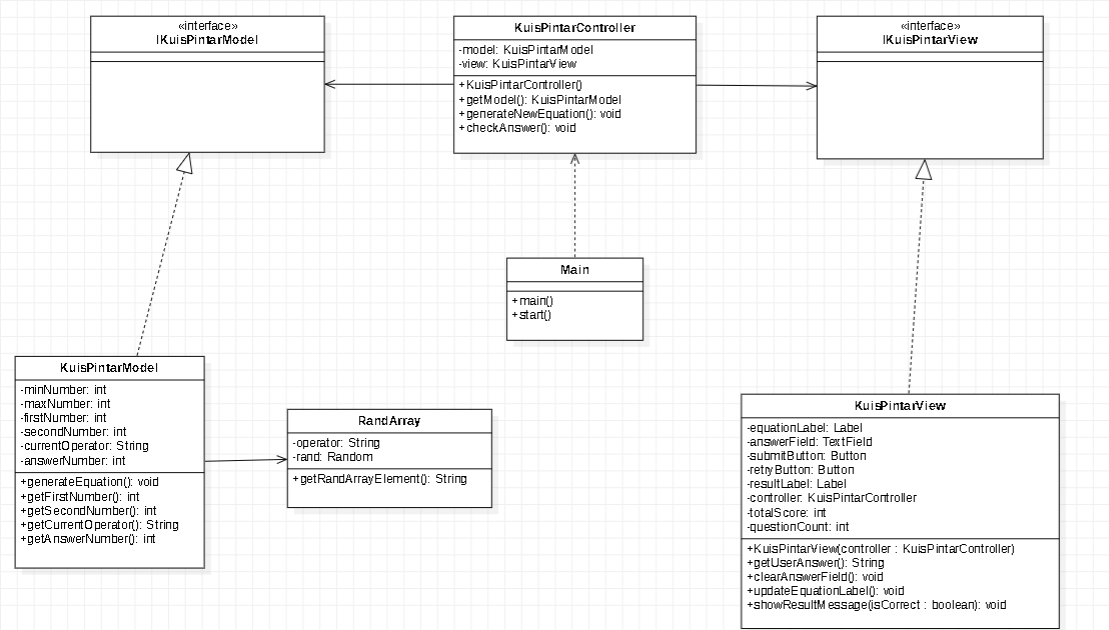 «interface»
IKuisPintarModel
KuisPintarController
-model: KuisPintarModel
-view: KuisPintarView
+KuisPintarController()
+getModel(): KuisPintarModel
+generateNewEquation(): void
+checkAnswer(): void
«interface»
IKuisPintarView
Main
+main()
+start()
KuisPintarModel
-minNumber: int
-maxNumber: int
-firstNumber: int
-secondNumber: int
-currentOperator: String
-answerNumber: int
+generateEquation(): void
+getFirstNumber(): int
+getSecondNumber(): int
+getCurrentOperator(): String
+getAnswerNumber(): int
RandArray
-operator: String
-rand: Random
+getRandArrayElement(): String
KuisPintarView
-equationLabel: Label
-answerField: TextField
-submitButton: Button
-retryButton: Button
-resultLabel: Label
-controller: KuisPintarController
-totalScore: int
-questionCount: int
+KuisPintarView(controller : KuisPintarController)
+getUserAnswer(): String
+clearAnswerField(): void
+updateEquationLabel(): void
+showResultMessage(isCorrect : boolean): void